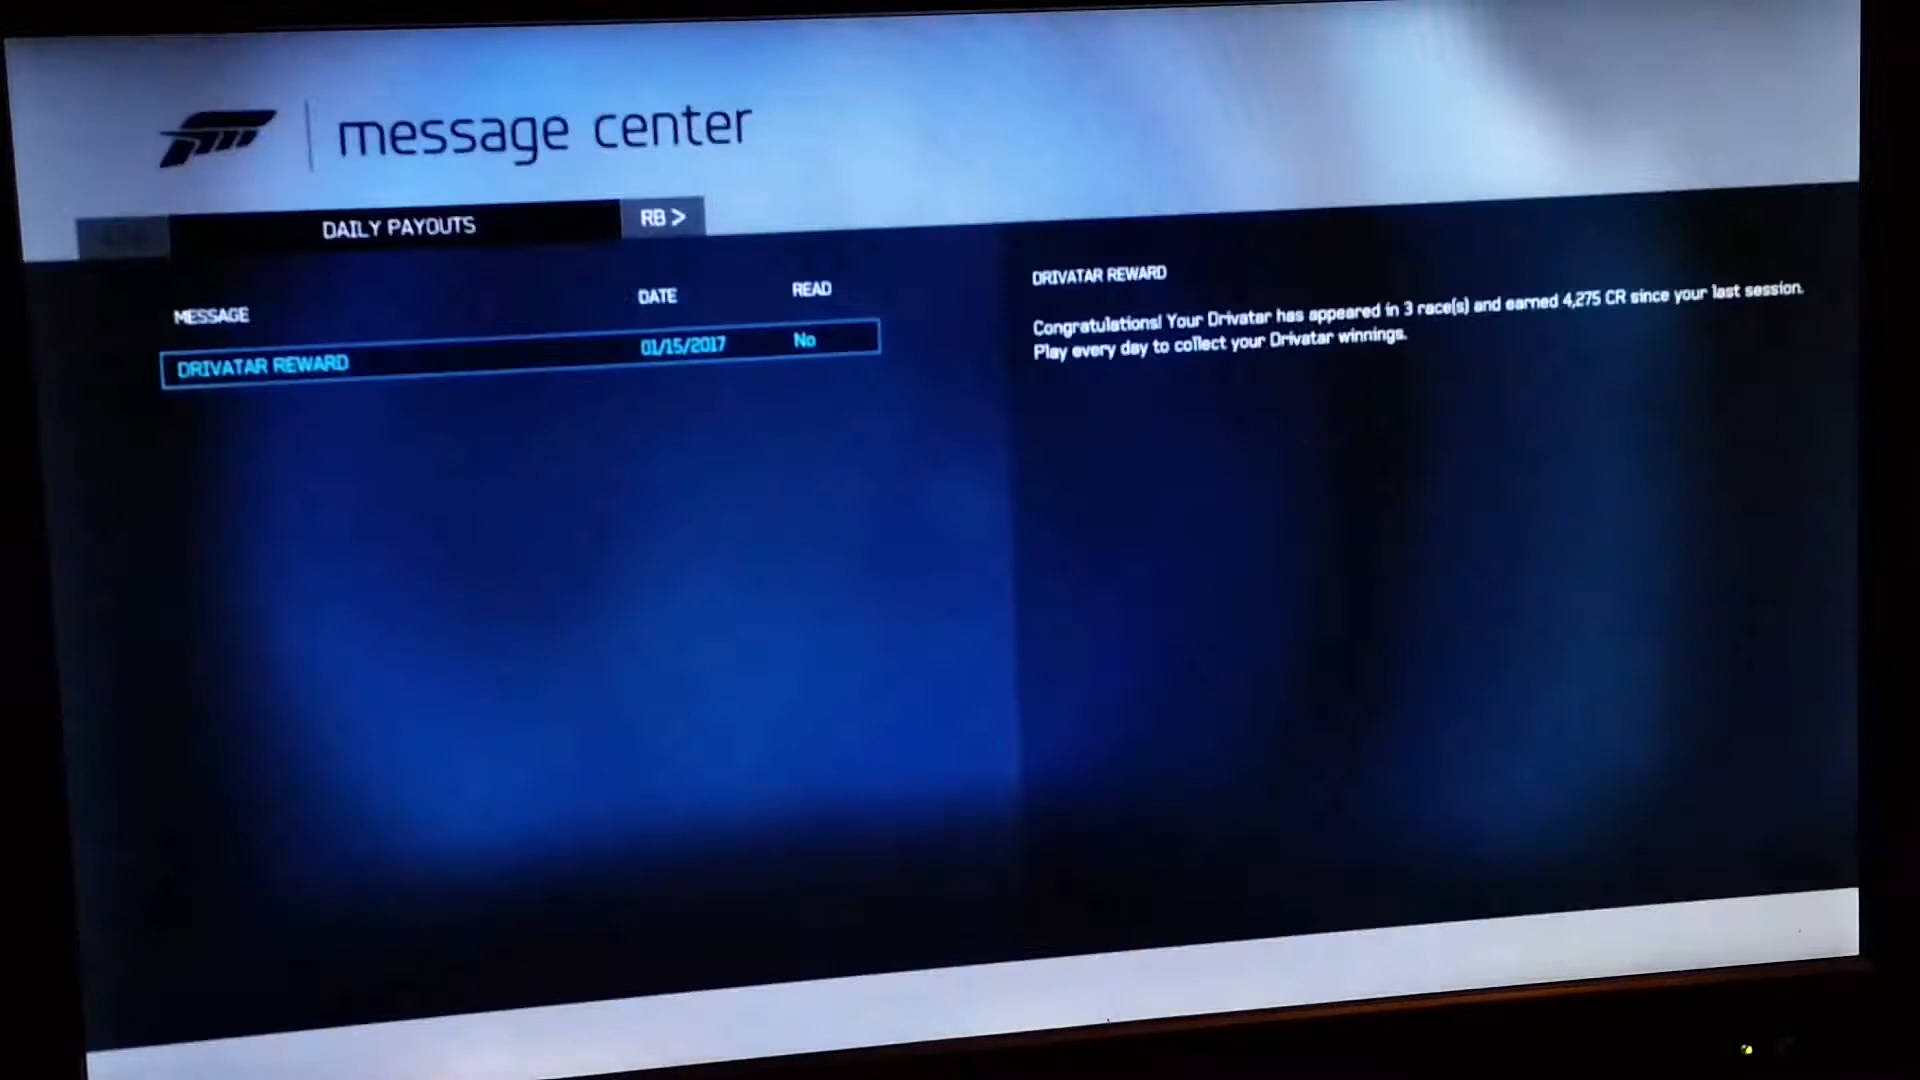 message center
DAILY PAYOUTS
RB >
MESSAGE DATE READ
DRIVATAR REWARD 01/15/2017 No
DRIVATAR REWARD
Congratulations! Your Drivatar has appeared in 3 race(s) and earned 4,275 CR since your last session.
Play every day to collect your Drivatar winnings.